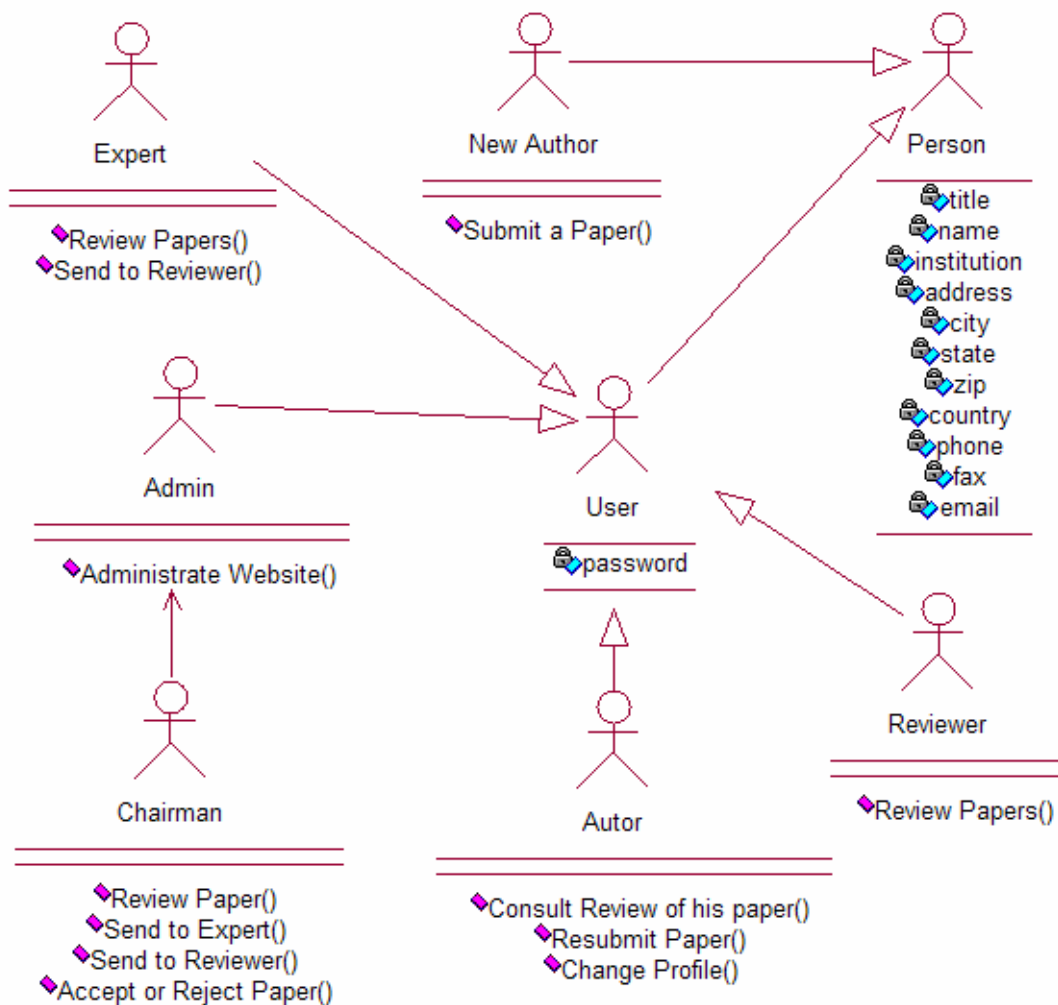 Expert
Review Papers()
Send to Reviewer()
New Author
Submit a Paper()
Person
title
name
institution
address
city
state
zip
country
phone
fax
email
Admin
Administrate Website()
User
password
Reviewer
Review Papers()
Chairman
Review Paper()
Send to Expert()
Send to Reviewer()
Accept or Reject Paper()
Autor
Consult Review of his paper()
Resubmit Paper()
Change Profile()